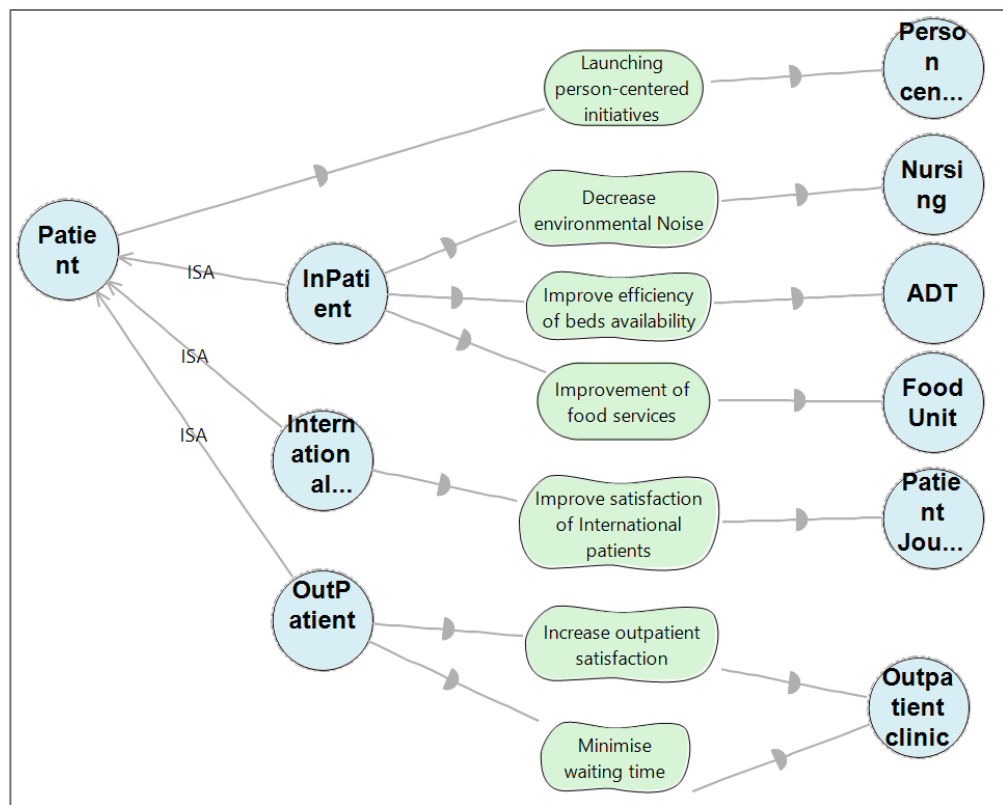 Perso
n
cen...
Launching
person-centered
initiatives
Nursi
ng
Decrease
environmental Noise
Patie
nt
ISA
InPati
ent
Improve efficiency
of beds availability
ADT
ISA
Improvement of
food services
Food
Unit
ISA
Intern
ation
al...
Improve satisfaction
of International
patients
Patien
t
Jou...
OutP
atient
Increase outpatient
satisfaction
Outpa
tient
clinic
Minimise
waiting time